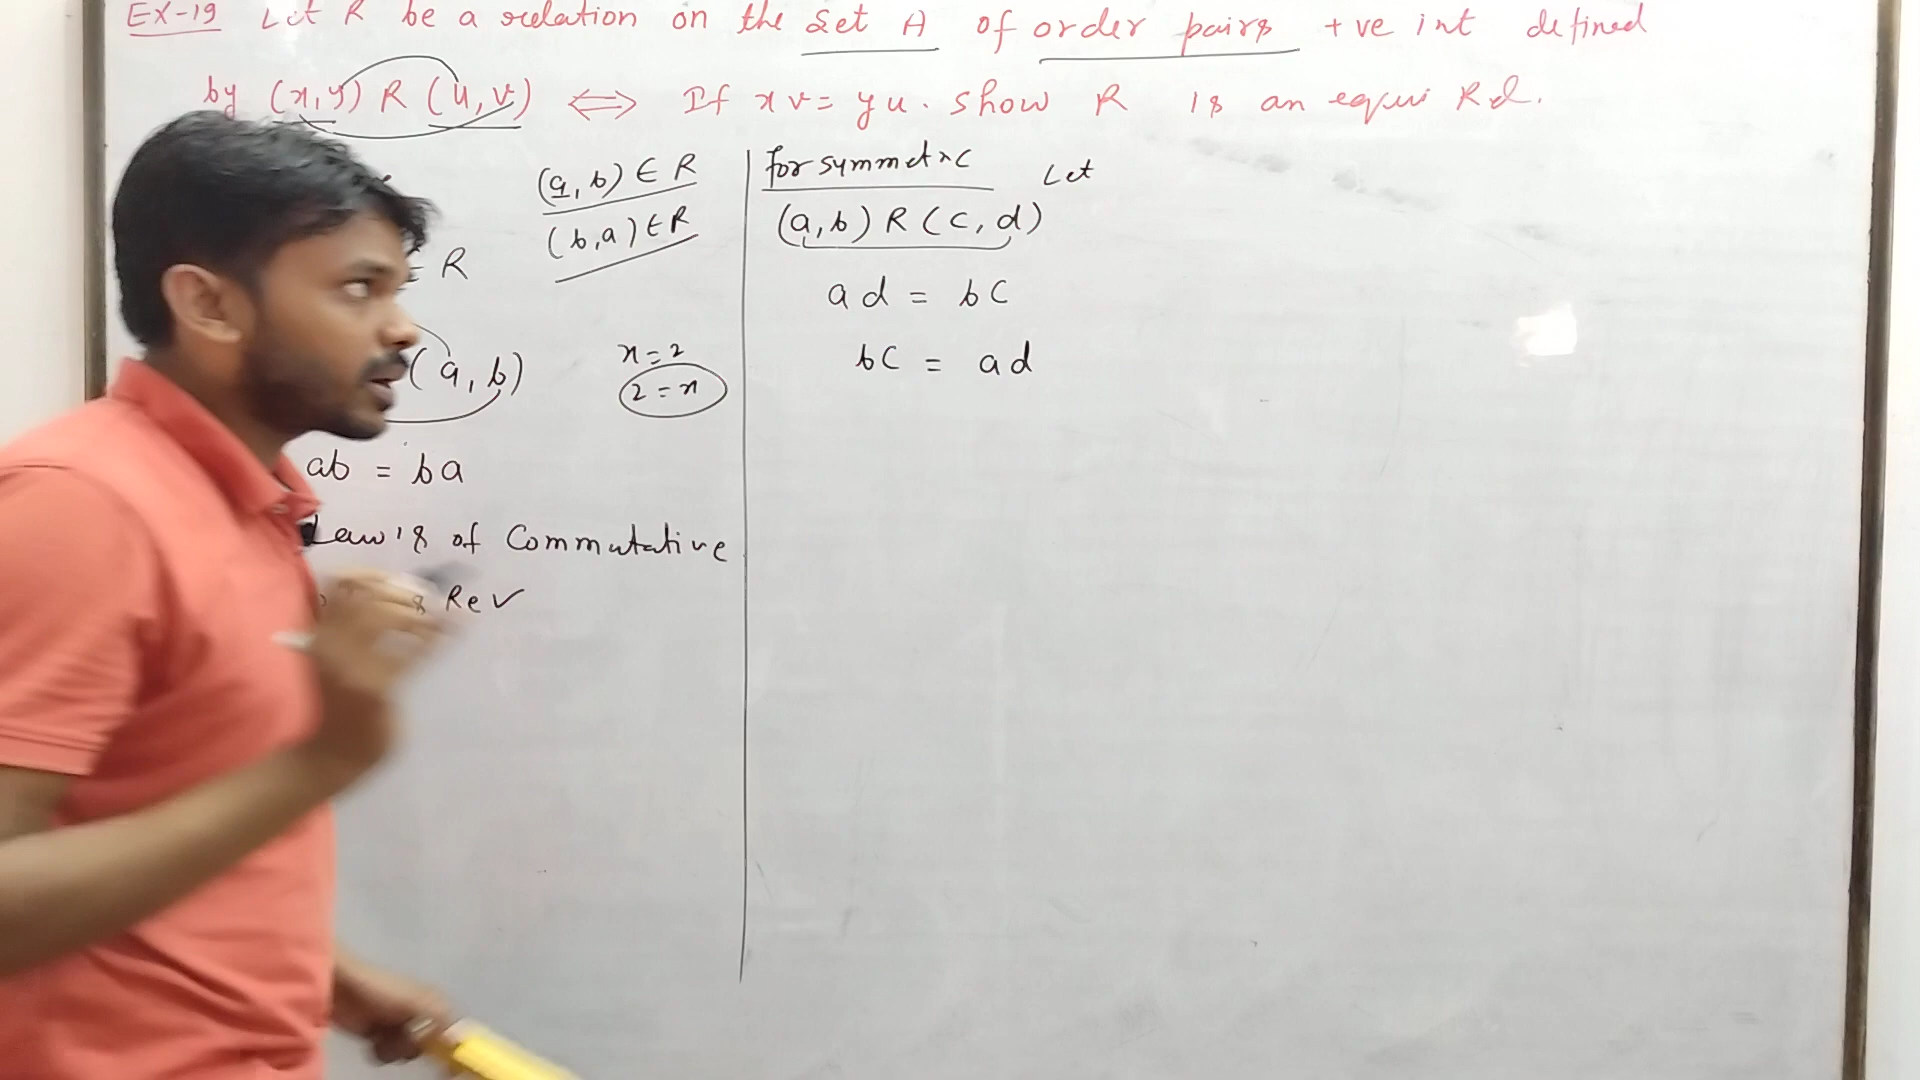 EX-19 Let R be a relation on the set A of order pairs +ve int defined
by (x,y) R (u,v) ⟺ If xv = yu. show R is an equi Rel.
(a,b) ∈ R
(b,a) ∈ R
R
(a,b)
x=2
2=x
ab = ba
Law is of Commutative
Rev
for symmetric Let
(a,b) R (c,d)
ad = bc
bc = ad